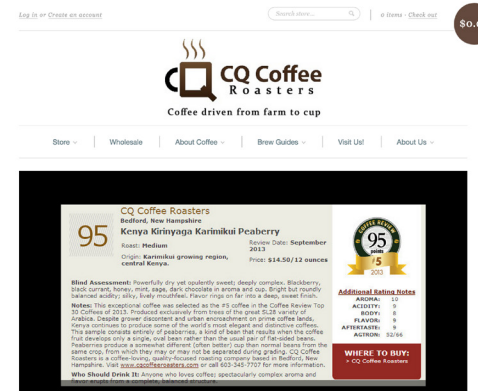 Log in or Create an account
Search store...
0 items · Check out
$0.0
CQ
CQ Coffee
Roasters
Coffee driven from farm to cup
Store
Wholesale
About Coffee
Brew Guides
Visit Us!
About Us
95
CQ Coffee Roasters
Bedford, New Hampshire
Kenya Kirinyaga Karimikui Peaberry
Roast: Medium
Review Date: September
2013
Origin: Karimikui growing region,
central Kenya.
Price: $14.50/12 ounces
Blind Assessment: Powerfully dry yet opulently sweet; deeply complex. Blackberry,
black currant, honey, mint, sage, dark chocolate in aroma and cup. Bright but roundly
balanced acidity; silky, lively mouthfeel. Flavor rings on far into a deep, sweet finish.
Notes: This exceptional coffee was selected as the #5 coffee in the Coffee Review Top
30 Coffees of 2013. Produced exclusively from trees of the great SL28 variety of
Arabica. Despite grower discontent and urban encroachment on prime coffee lands,
Kenya continues to produce some of the world's most elegant and distinctive coffees.
This sample consists entirely of peaberries, a kind of bean that results when the coffee
fruit develops only a single, oval bean rather than the usual pair of flat-sided beans.
Peaberries produce a somewhat different (often better) cup than normal beans from the
same crop, from which they may or may not be separated during grading. CQ Coffee
Roasters is a coffee-loving, quality-focused roasting company based in Bedford, New
Hampshire. Visit www.cqcoffeeroasters.com or call 603-345-7707 for more information.
Who Should Drink It: Anyone who loves coffee; spectacularly complex aroma and
flavor erupts from a complete, balanced structure.
COFFEE REVIEW
95
points
#5
2013
Additional Rating Notes
AROMA: 10
ACIDITY: 9
BODY: 8
FLAVOR: 9
AFTERTASTE: 9
AGTRON: 52/66
WHERE TO BUY:
> CQ Coffee Roasters